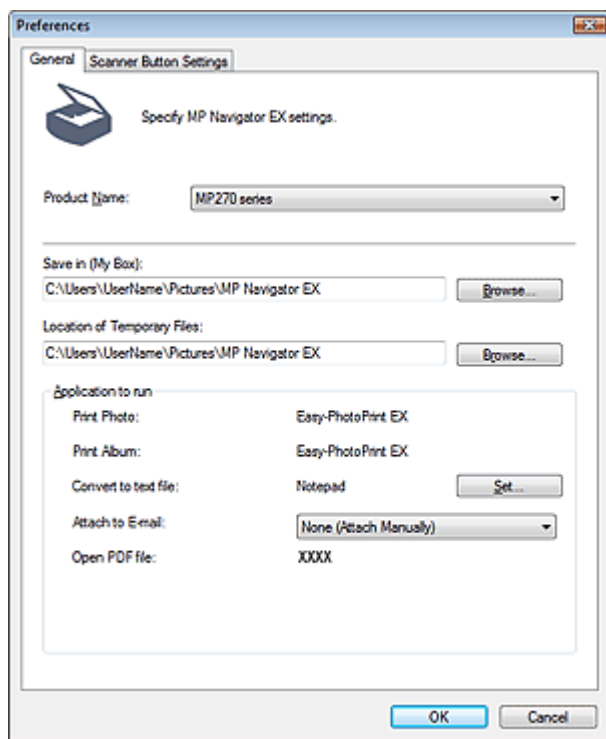 Preferences
General Scanner Button Settings
Specify MP Navigator EX settings.
Product Name: MP270 series
Save in (My Box):
C:\Users\UserName\Pictures\MP Navigator EX Browse...
Location of Temporary Files:
C:\Users\UserName\Pictures\MP Navigator EX Browse...
Application to run
Print Photo: Easy-PhotoPrint EX
Print Album: Easy-PhotoPrint EX
Convert to text file: Notepad Set...
Attach to E-mail: None (Attach Manually)
Open PDF file: XXXX
OK Cancel